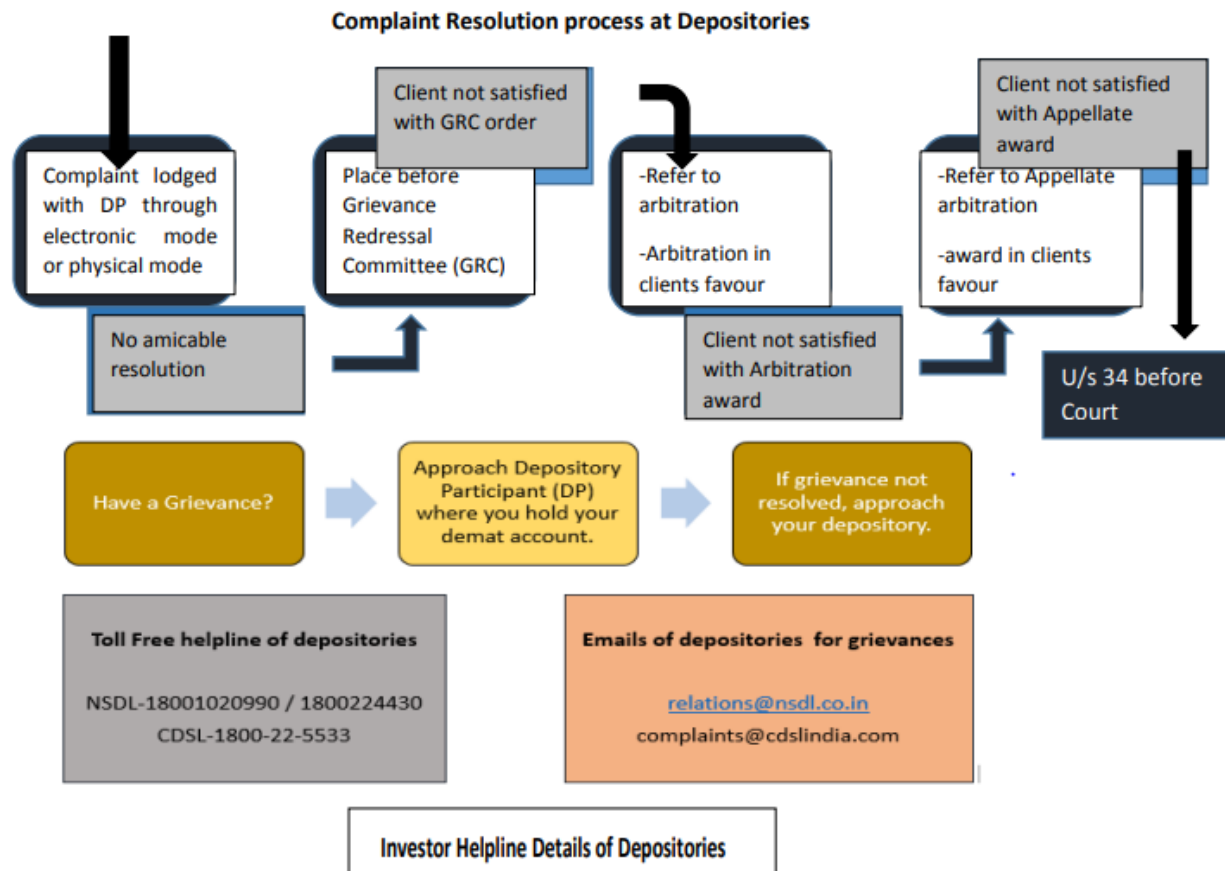 Complaint Resolution process at Depositories
Complaint lodged
with DP through
electronic mode
or physical mode
No amicable
resolution
Place before
Grievance
Redressal
Committee (GRC)
Client not satisfied
with GRC order
-Refer to
arbitration
-Arbitration in
clients favour
Client not satisfied
with Arbitration
award
-Refer to Appellate
arbitration
-award in clients
favour
Client not satisfied
with Appellate
award
U/s 34 before
Court
Have a Grievance?
Approach Depository
Participant (DP)
where you hold your
demat account.
If grievance not
resolved, approach
your depository.
Toll Free helpline of depositories
NSDL-18001020990 / 1800224430
CDSL-1800-22-5533
Emails of depositories for grievances
relations@nsdl.co.in
complaints@cdslindia.com
Investor Helpline Details of Depositories